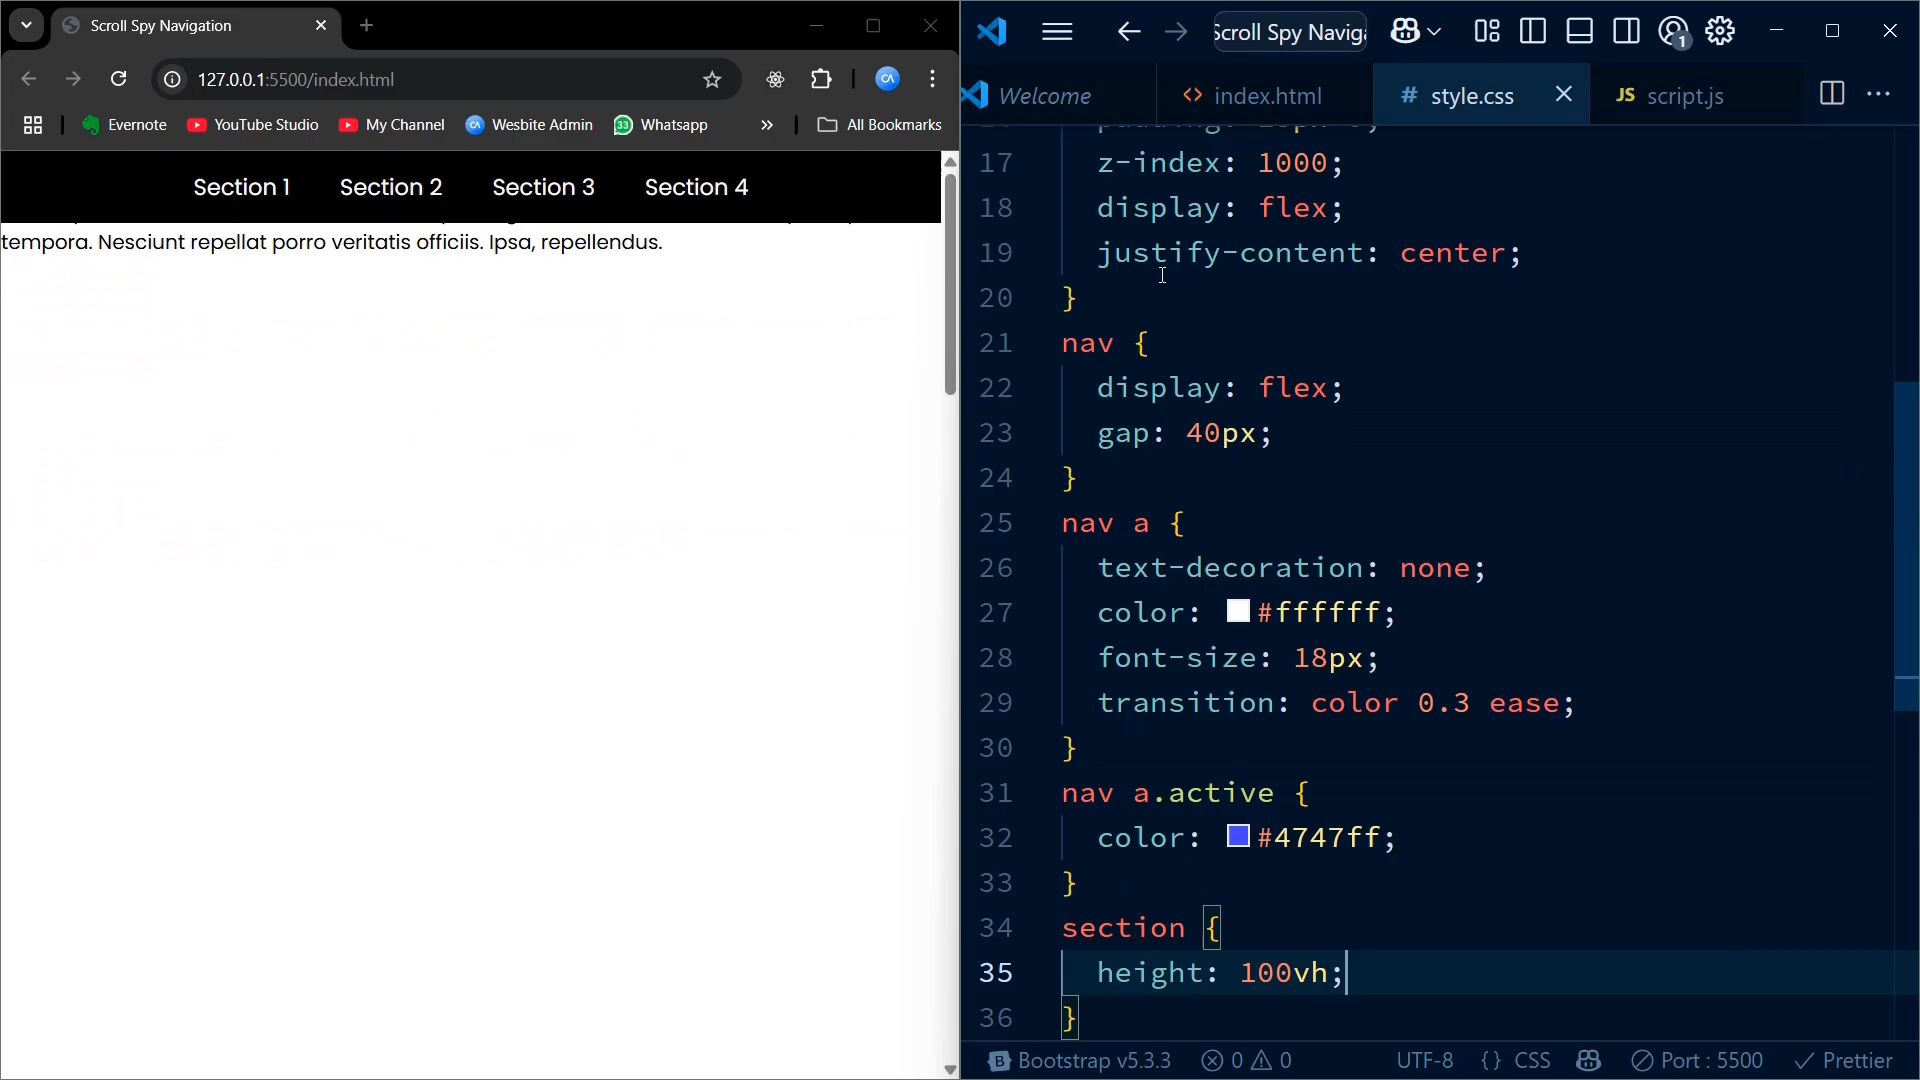 Scroll Spy Navigation
127.0.0.1:5500/index.html
Evernote YouTube Studio My Channel Wesbite Admin Whatsapp » All Bookmarks
Section 1 Section 2 Section 3 Section 4
tempora. Nesciunt repellat porro veritatis officiis. Ipsa, repellendus.
Scroll Spy Naviga
1
Welcome <> index.html # style.css JS script.js
17 z-index: 1000;
18 display: flex;
19 justify-content: center;
20 }
21 nav {
22 display: flex;
23 gap: 40px;
24 }
25 nav a {
26 text-decoration: none;
27 color: #ffffff;
28 font-size: 18px;
29 transition: color 0.3 ease;
30 }
31 nav a.active {
32 color: #4747ff;
33 }
34 section {
35 height: 100vh;
36 }
Bootstrap v5.3.3 0 0 UTF-8 {} CSS Port : 5500 Prettier